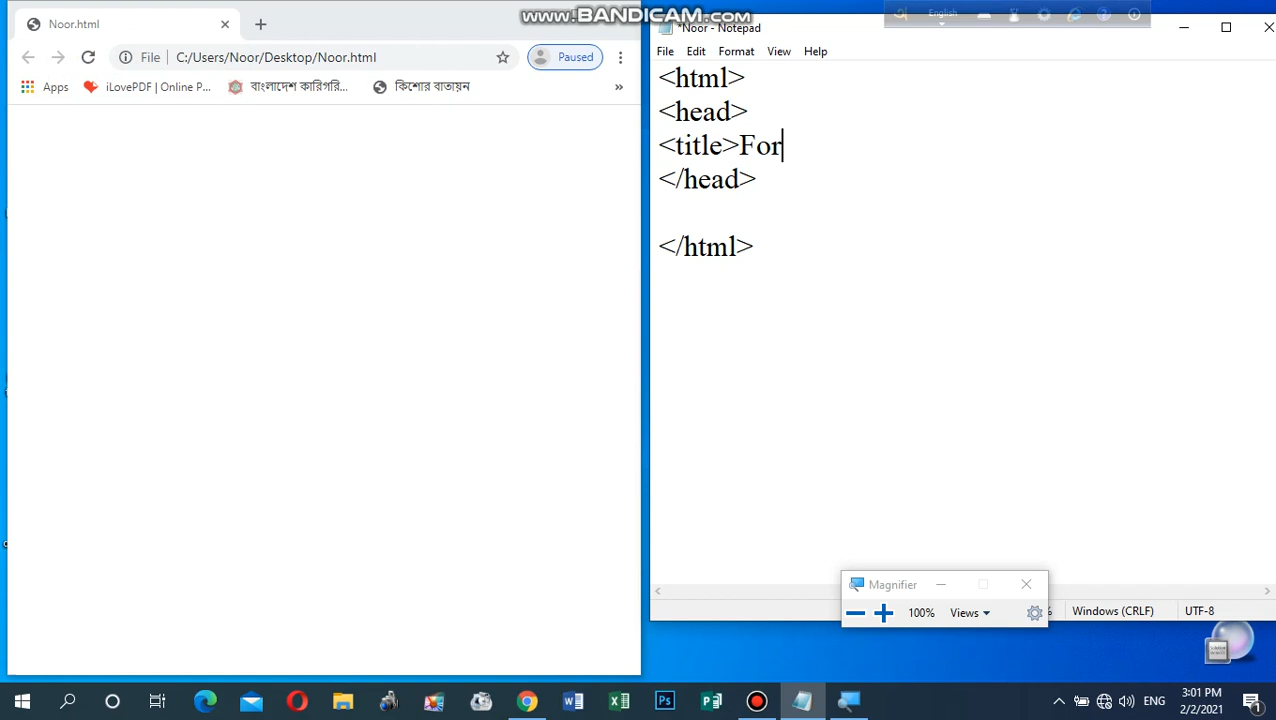 www.BANDICAM.com
Noor.html
File C:/Users/Noor/Desktop/Noor.html Paused
Apps iLovePDF | Online P... বাংলাদেশ কারিগরি... কিশোর বাতায়ন »
English
*Noor - Notepad
File Edit Format View Help
<html>
<head>
<title>For
</head>
</html>
Magnifier
100% Views
% Windows (CRLF) UTF-8
ENG 3:01 PM
2/2/2021